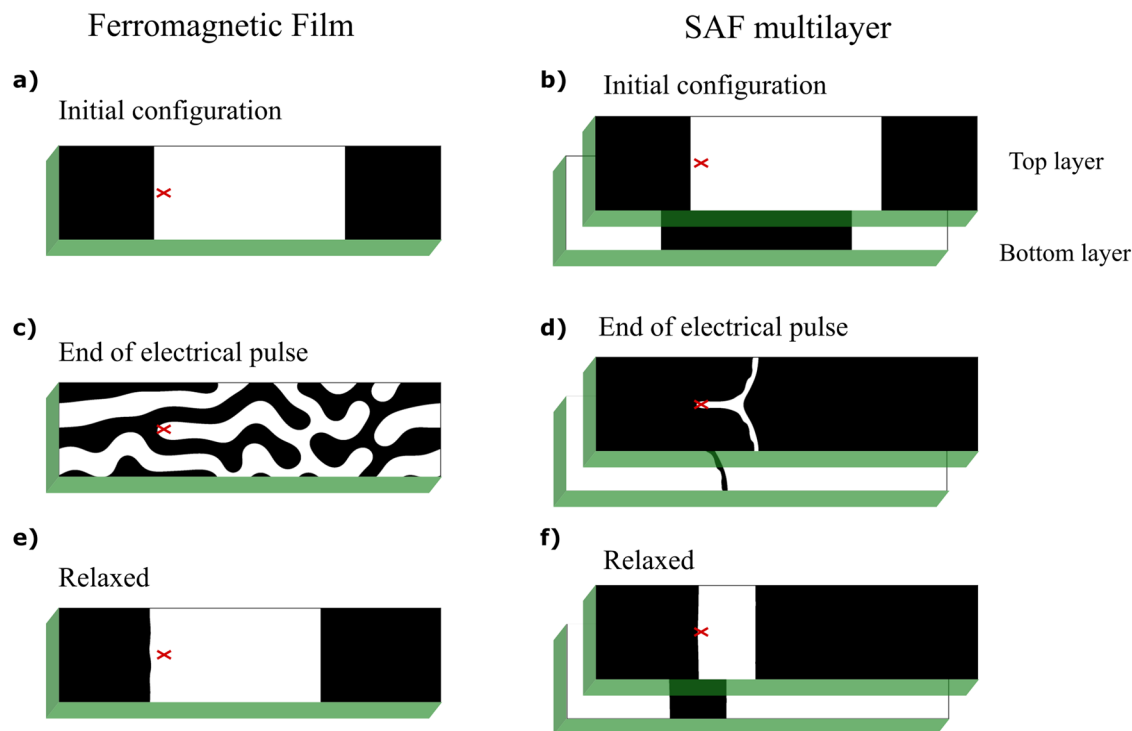 Ferromagnetic Film
SAF multilayer
a)
Initial configuration
b)
Initial configuration
Top layer
Bottom layer
c)
End of electrical pulse
d)
End of electrical pulse
e)
Relaxed
f)
Relaxed